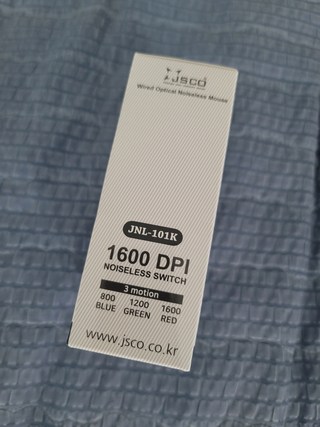 JSCO
Wired Optical Noiseless Mouse
JNL-101K
1600 DPI
NOISELESS SWITCH
3 motion
800 1200 1600
BLUE GREEN RED
www.jsco.co.kr